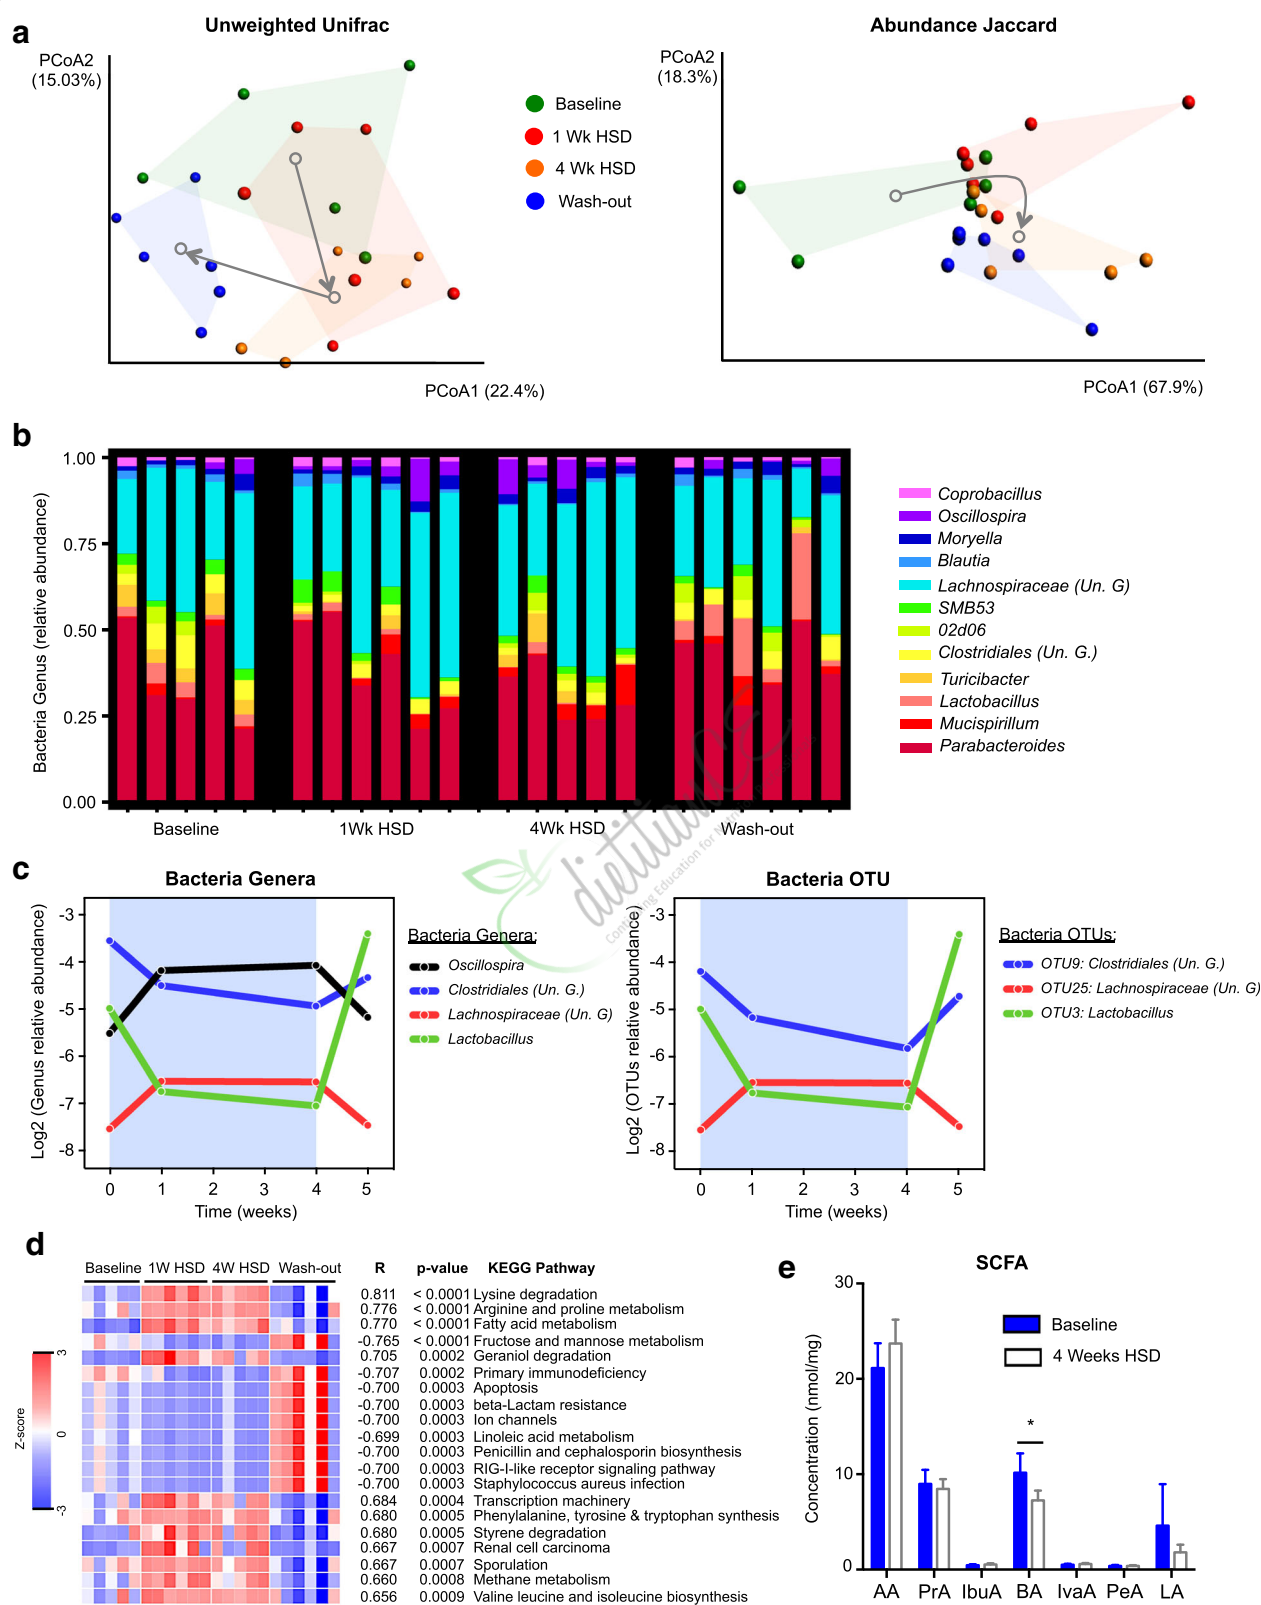 a
Unweighted Unifrac
PCoA2
(15.03%)
PCoA1 (22.4%)
Baseline
1 Wk HSD
4 Wk HSD
Wash-out
Abundance Jaccard
PCoA2
(18.3%)
PCoA1 (67.9%)
b
Bacteria Genus (relative abundance)
1.00
0.75
0.50
0.25
0.00
Baseline
1Wk HSD
4Wk HSD
Wash-out
Coprobacillus
Oscillospira
Moryella
Blautia
Lachnospiraceae (Un. G)
SMB53
02d06
Clostridiales (Un. G.)
Turicibacter
Lactobacillus
Mucispirillum
Parabacteroides
dietitianCE
Continuing Education for Nutrition Professionals
c
Bacteria Genera
Log2 (Genus relative abundance)
-3
-4
-5
-6
-7
-8
0 1 2 3 4 5
Time (weeks)
Bacteria Genera:
Oscillospira
Clostridiales (Un. G.)
Lachnospiraceae (Un. G)
Lactobacillus
Bacteria OTU
Log2 (OTUs relative abundance)
-3
-4
-5
-6
-7
-8
0 1 2 3 4 5
Time (weeks)
Bacteria OTUs:
OTU9: Clostridiales (Un. G.)
OTU25: Lachnospiraceae (Un. G)
OTU3: Lactobacillus
d
Baseline 1W HSD 4W HSD Wash-out R p-value KEGG Pathway
0.811 < 0.0001 Lysine degradation
0.776 < 0.0001 Arginine and proline metabolism
0.770 < 0.0001 Fatty acid metabolism
-0.765 < 0.0001 Fructose and mannose metabolism
0.705 0.0002 Geraniol degradation
-0.707 0.0002 Primary immunodeficiency
-0.700 0.0003 Apoptosis
-0.700 0.0003 beta-Lactam resistance
-0.700 0.0003 Ion channels
-0.699 0.0003 Linoleic acid metabolism
-0.700 0.0003 Penicillin and cephalosporin biosynthesis
-0.700 0.0003 RIG-I-like receptor signaling pathway
-0.700 0.0003 Staphylococcus aureus infection
0.684 0.0004 Transcription machinery
0.680 0.0005 Phenylalanine, tyrosine & tryptophan synthesis
0.680 0.0005 Styrene degradation
0.667 0.0007 Renal cell carcinoma
0.667 0.0007 Sporulation
0.660 0.0008 Methane metabolism
0.656 0.0009 Valine leucine and isoleucine biosynthesis
Z-score
3
0
-3
e
SCFA
Concentration (nmol/mg)
30
20
10
0
Baseline
4 Weeks HSD
*
AA PrA IbuA BA IvaA PeA LA